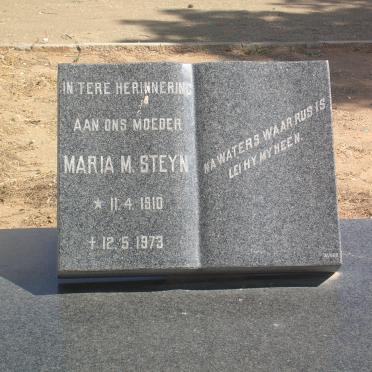 IN TERE HERINNERING
AAN ONS MOEDER
MARIA M. STEYN
* 11.4.1910
+ 12.5.1973
NA WATERS WAAR RUS IS
LEI HY MY HEEN.